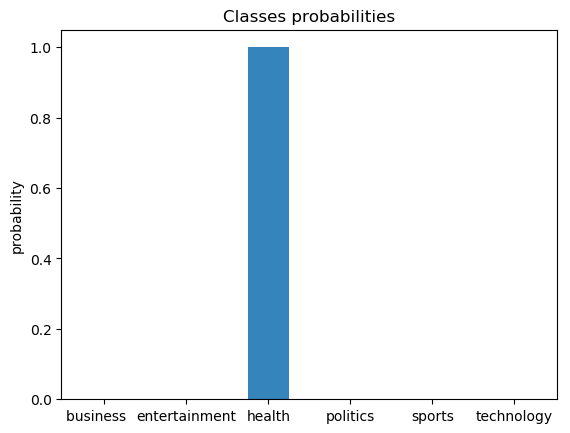 Classes probabilities
probability
1.0
0.8
0.6
0.4
0.2
0.0
business entertainment health politics sports technology